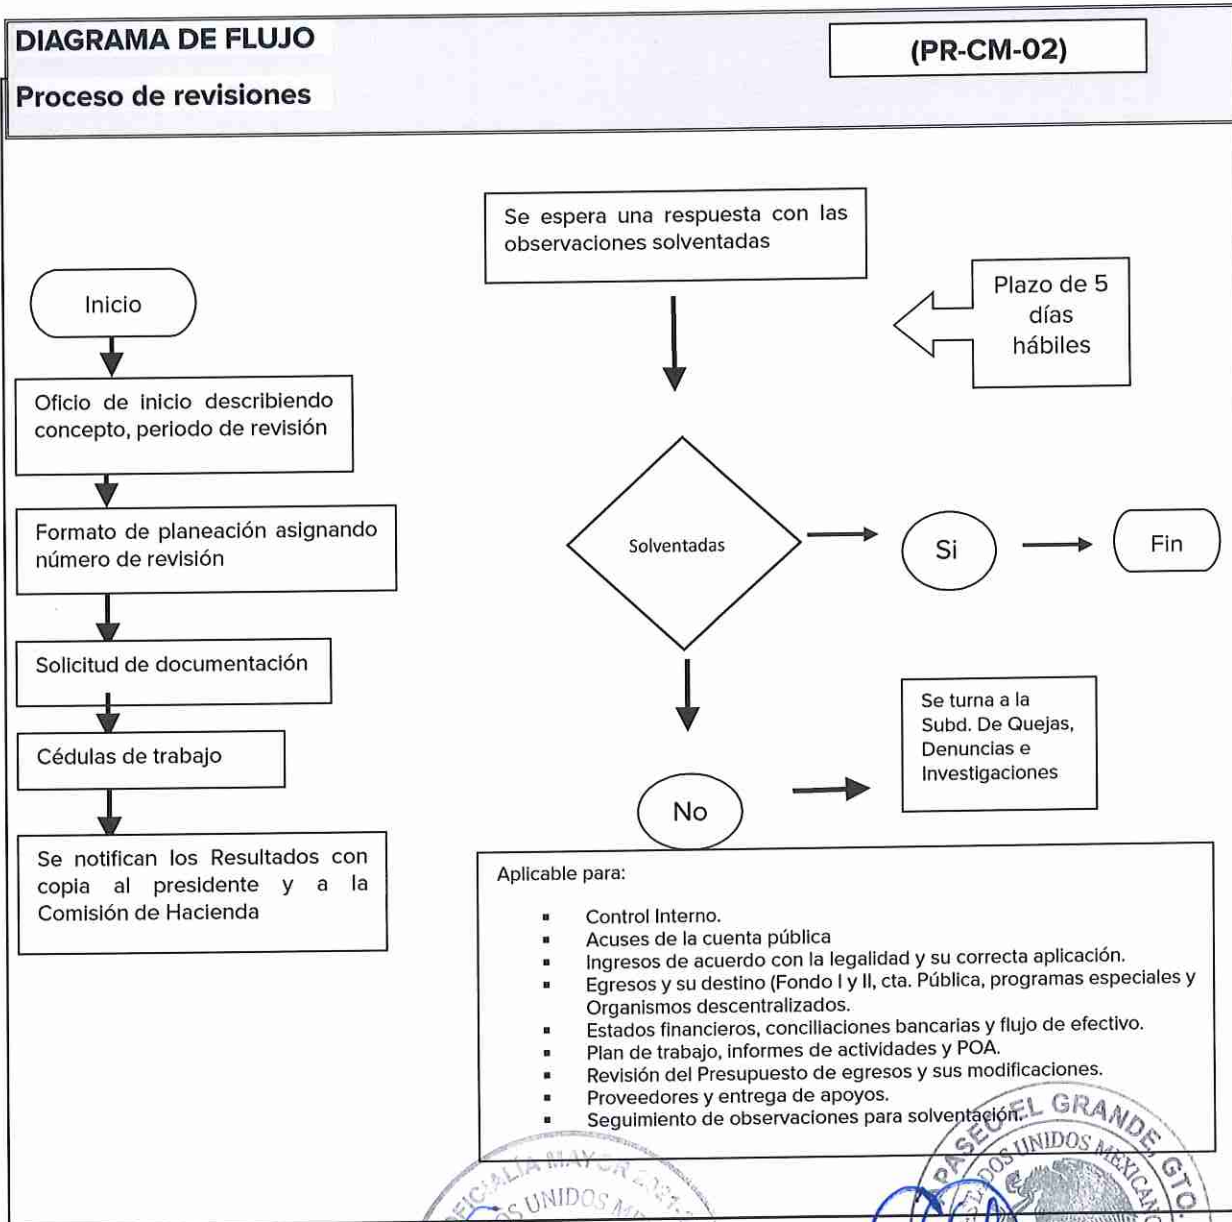 DIAGRAMA DE FLUJO
(PR-CM-02)
Proceso de revisiones
Inicio
Oficio de inicio describiendo
concepto, periodo de revisión
Formato de planeación asignando
número de revisión
Solicitud de documentación
Cédulas de trabajo
Se notifican los Resultados con
copia al presidente y a la
Comisión de Hacienda
Se espera una respuesta con las
observaciones solventadas
Plazo de 5
días
hábiles
Solventadas
Si
Fin
No
Se turna a la
Subd. De Quejas,
Denuncias e
Investigaciones
Aplicable para:
▪ Control Interno.
▪ Acuses de la cuenta pública
▪ Ingresos de acuerdo con la legalidad y su correcta aplicación.
▪ Egresos y su destino (Fondo I y II, cta. Pública, programas especiales y
Organismos descentralizados.
▪ Estados financieros, conciliaciones bancarias y flujo de efectivo.
▪ Plan de trabajo, informes de actividades y POA.
▪ Revisión del Presupuesto de egresos y sus modificaciones.
▪ Proveedores y entrega de apoyos.
▪ Seguimiento de observaciones para solventación.
OFICIALÍA MAYOR
UNIDOS
PASEO EL GRANDE, GTO.
UNIDOS MEXICANO